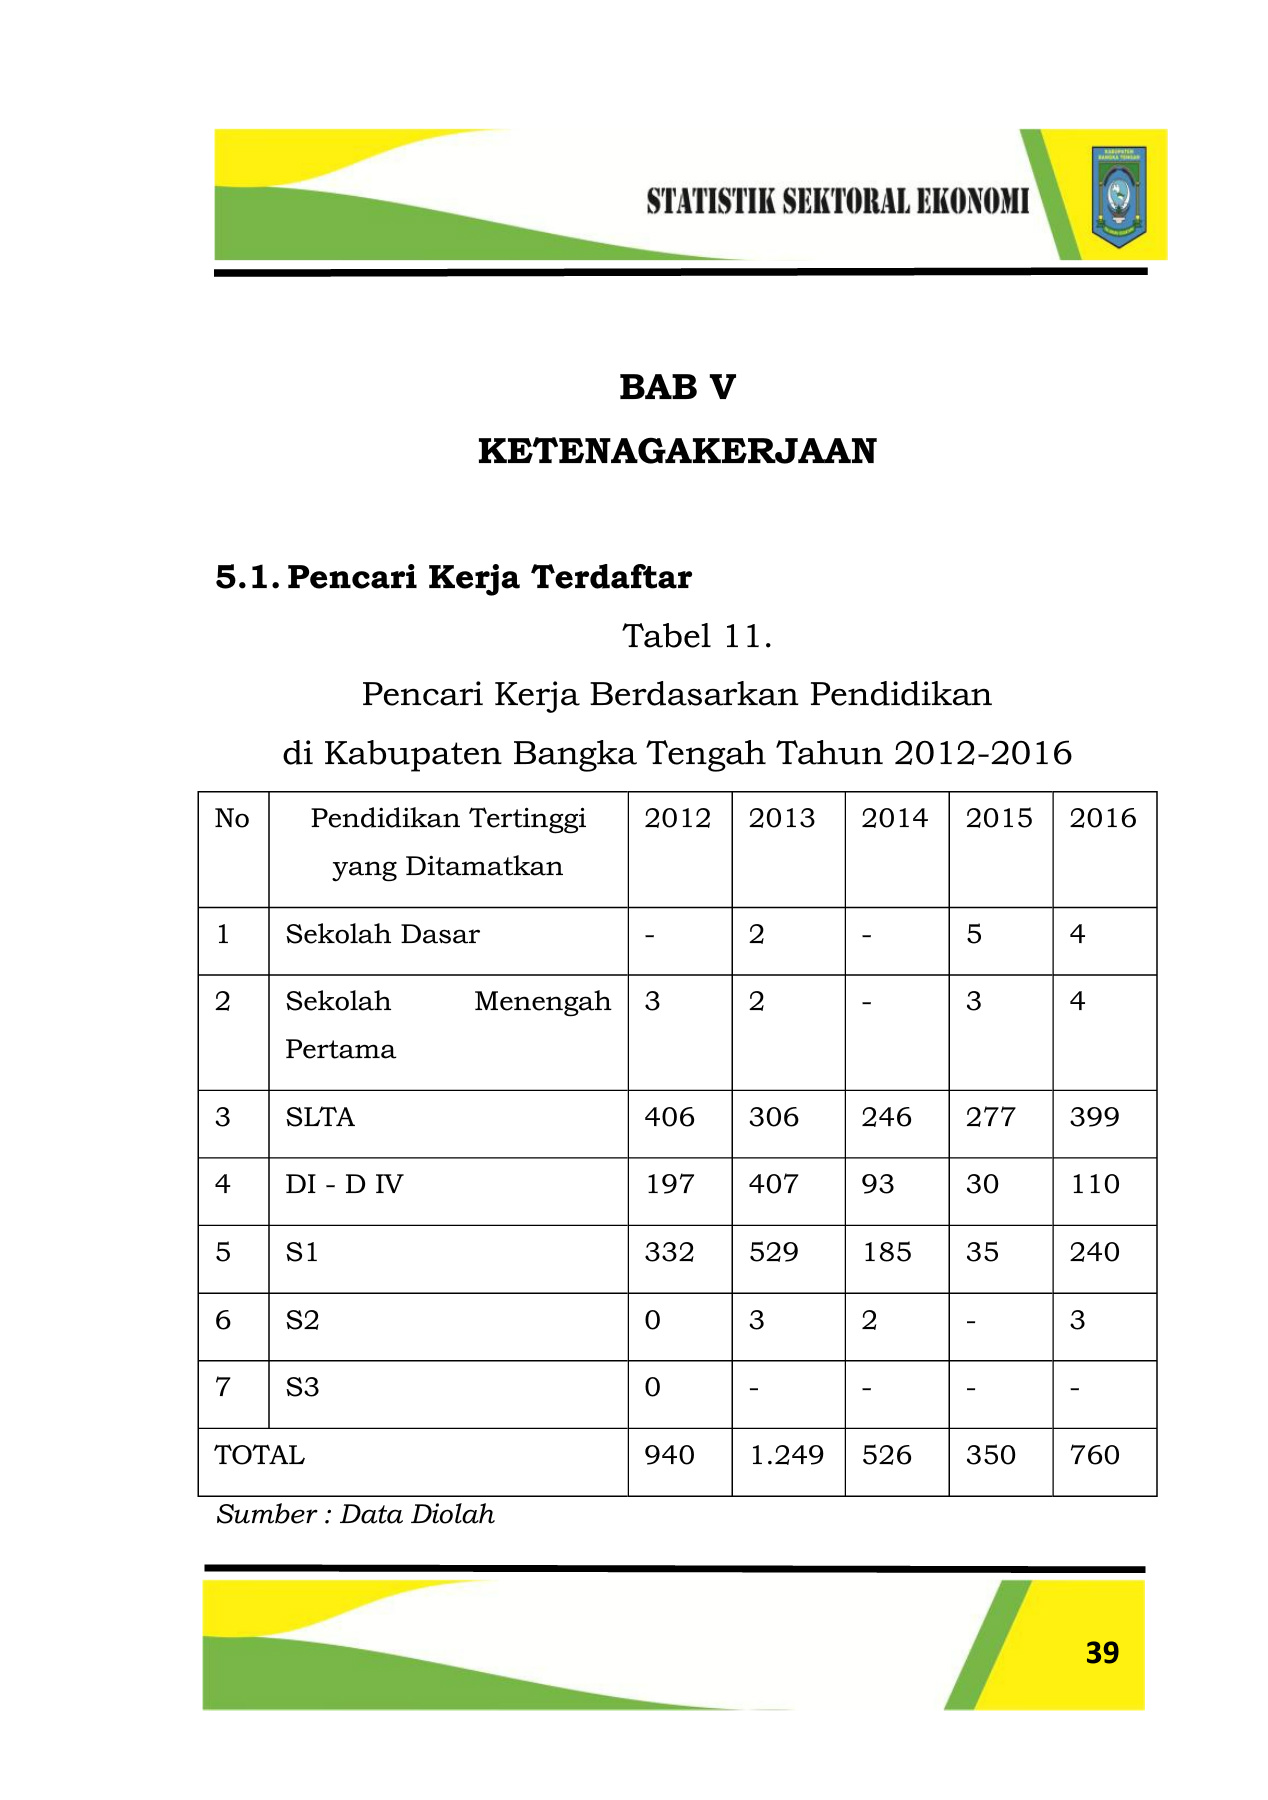 STATISTIK SEKTORAL EKONOMI
KABUPATEN
BANGKA TENGAH
BAB V
KETENAGAKERJAAN
5.1. Pencari Kerja Terdaftar
Tabel 11.
Pencari Kerja Berdasarkan Pendidikan
di Kabupaten Bangka Tengah Tahun 2012-2016
No Pendidikan Tertinggi 2012 2013 2014 2015 2016
yang Ditamatkan
1 Sekolah Dasar - 2 - 5 4
2 Sekolah Menengah 3 2 - 3 4
Pertama
3 SLTA 406 306 246 277 399
4 DI - D IV 197 407 93 30 110
5 S1 332 529 185 35 240
6 S2 0 3 2 - 3
7 S3 0 - - - -
TOTAL 940 1.249 526 350 760
Sumber : Data Diolah
39